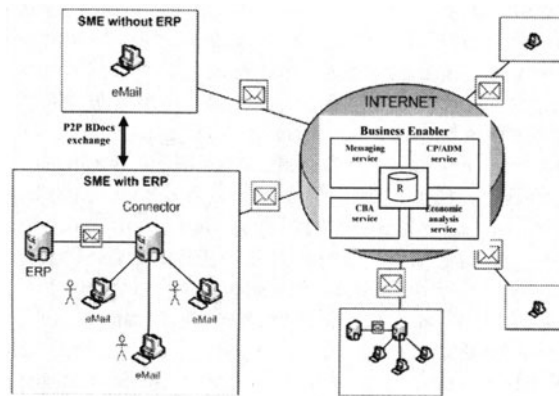 SME without ERP
eMail
P2P BDocs
exchange
SME with ERP
Connector
ERP
eMail
eMail
eMail
INTERNET
Business Enabler
Messaging
service
CP/ADM
service
R
CBA
service
Economic
analysis
service